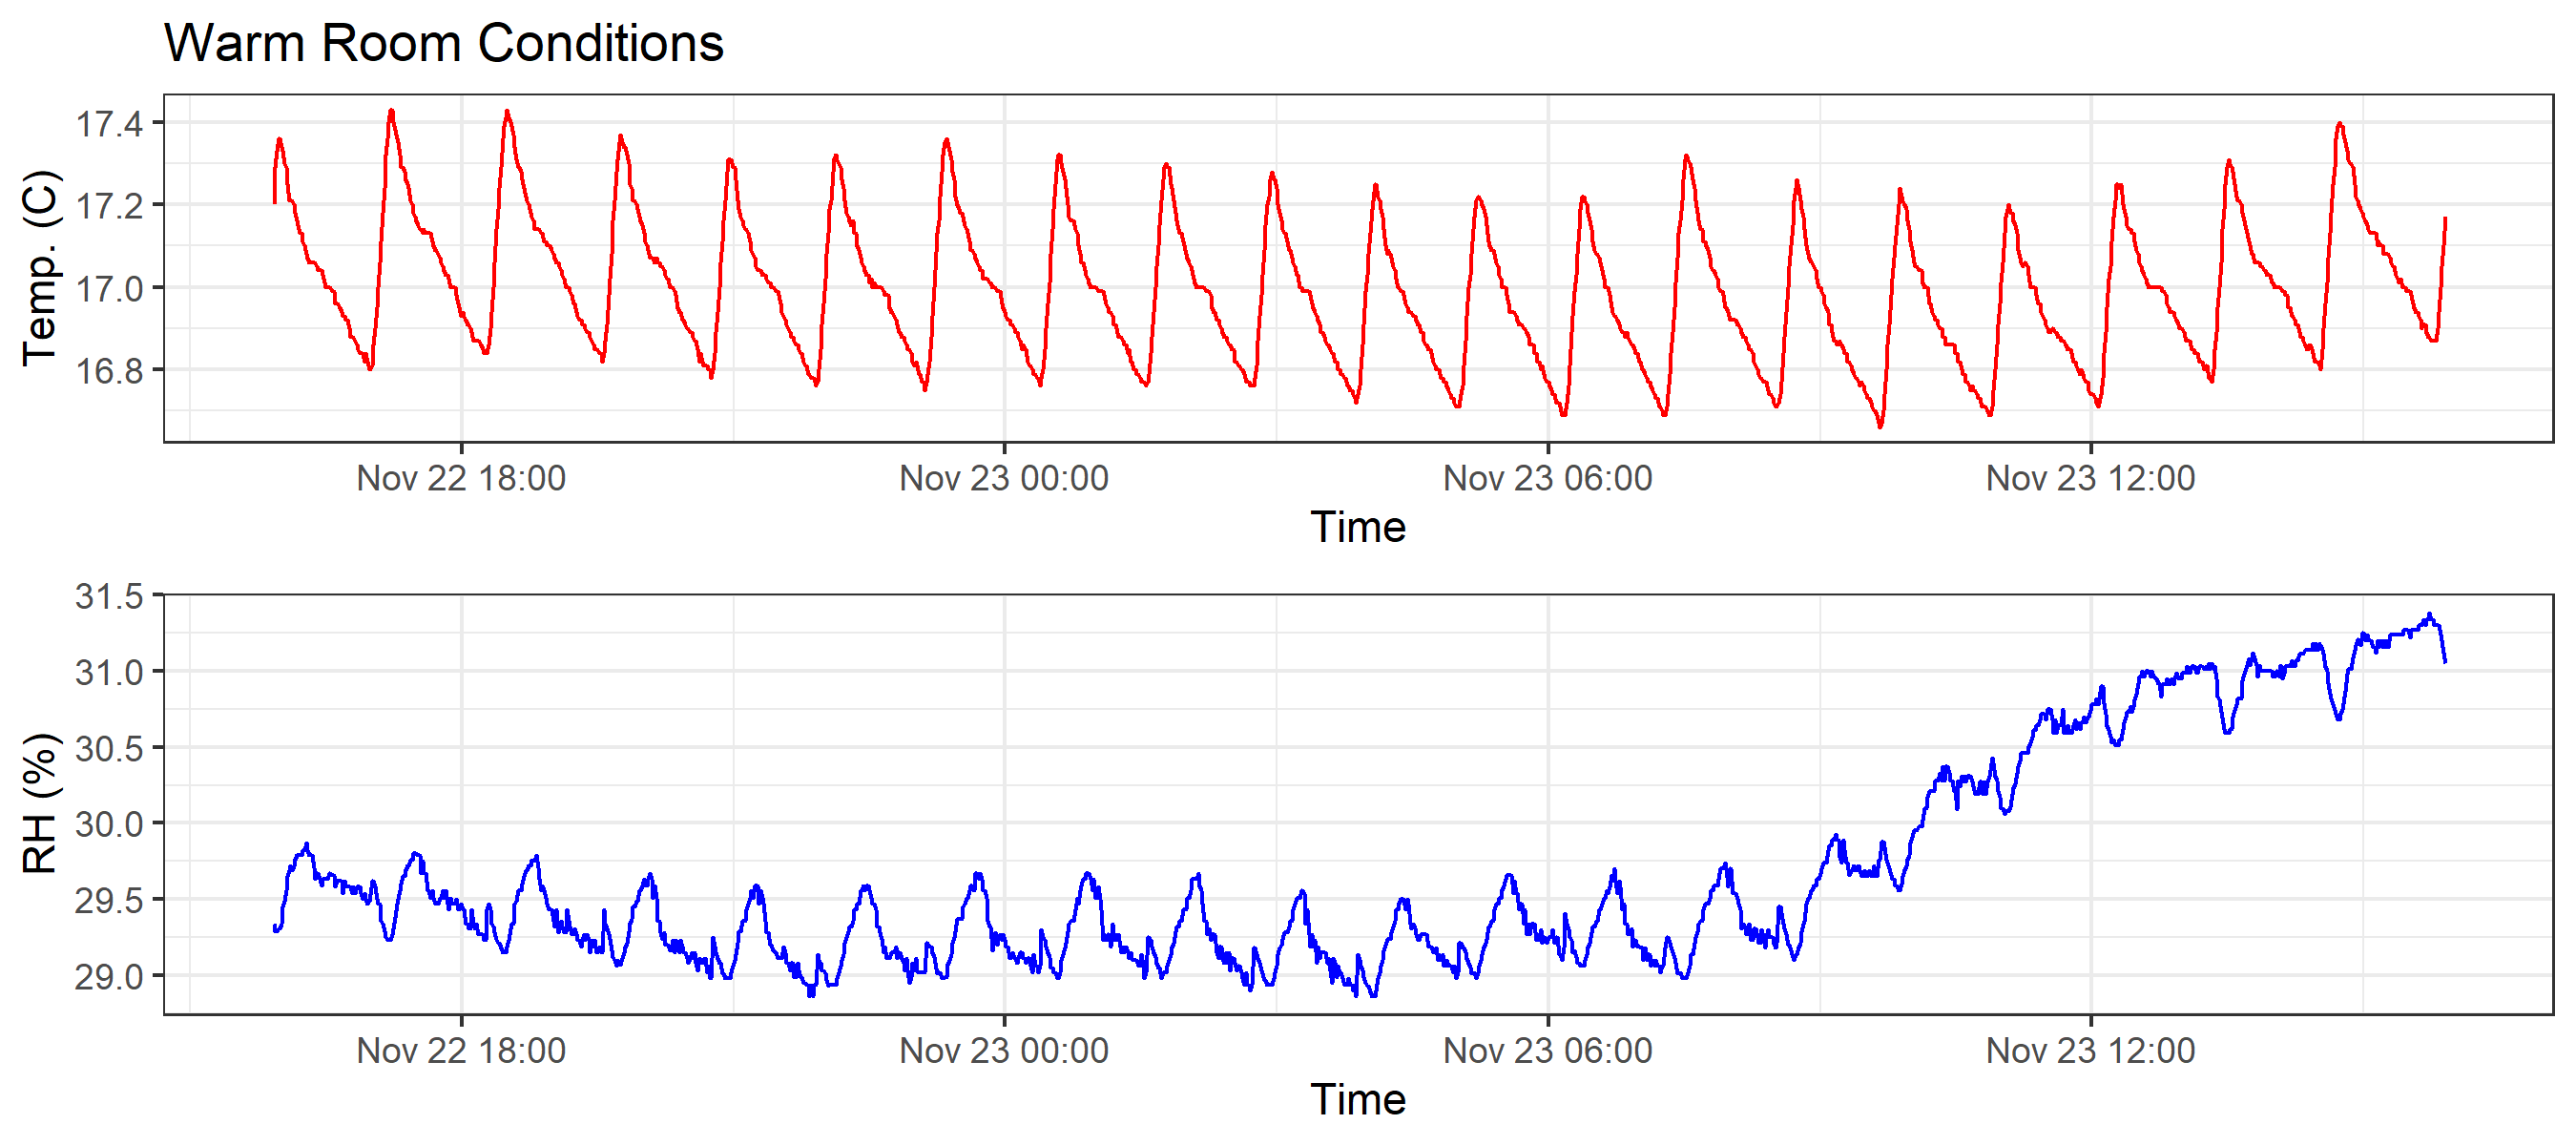 Warm Room Conditions
Temp. (C)
17.4
17.2
17.0
16.8
Nov 22 18:00 Nov 23 00:00 Nov 23 06:00 Nov 23 12:00
Time
RH (%)
31.5
31.0
30.5
30.0
29.5
29.0
Nov 22 18:00 Nov 23 00:00 Nov 23 06:00 Nov 23 12:00
Time